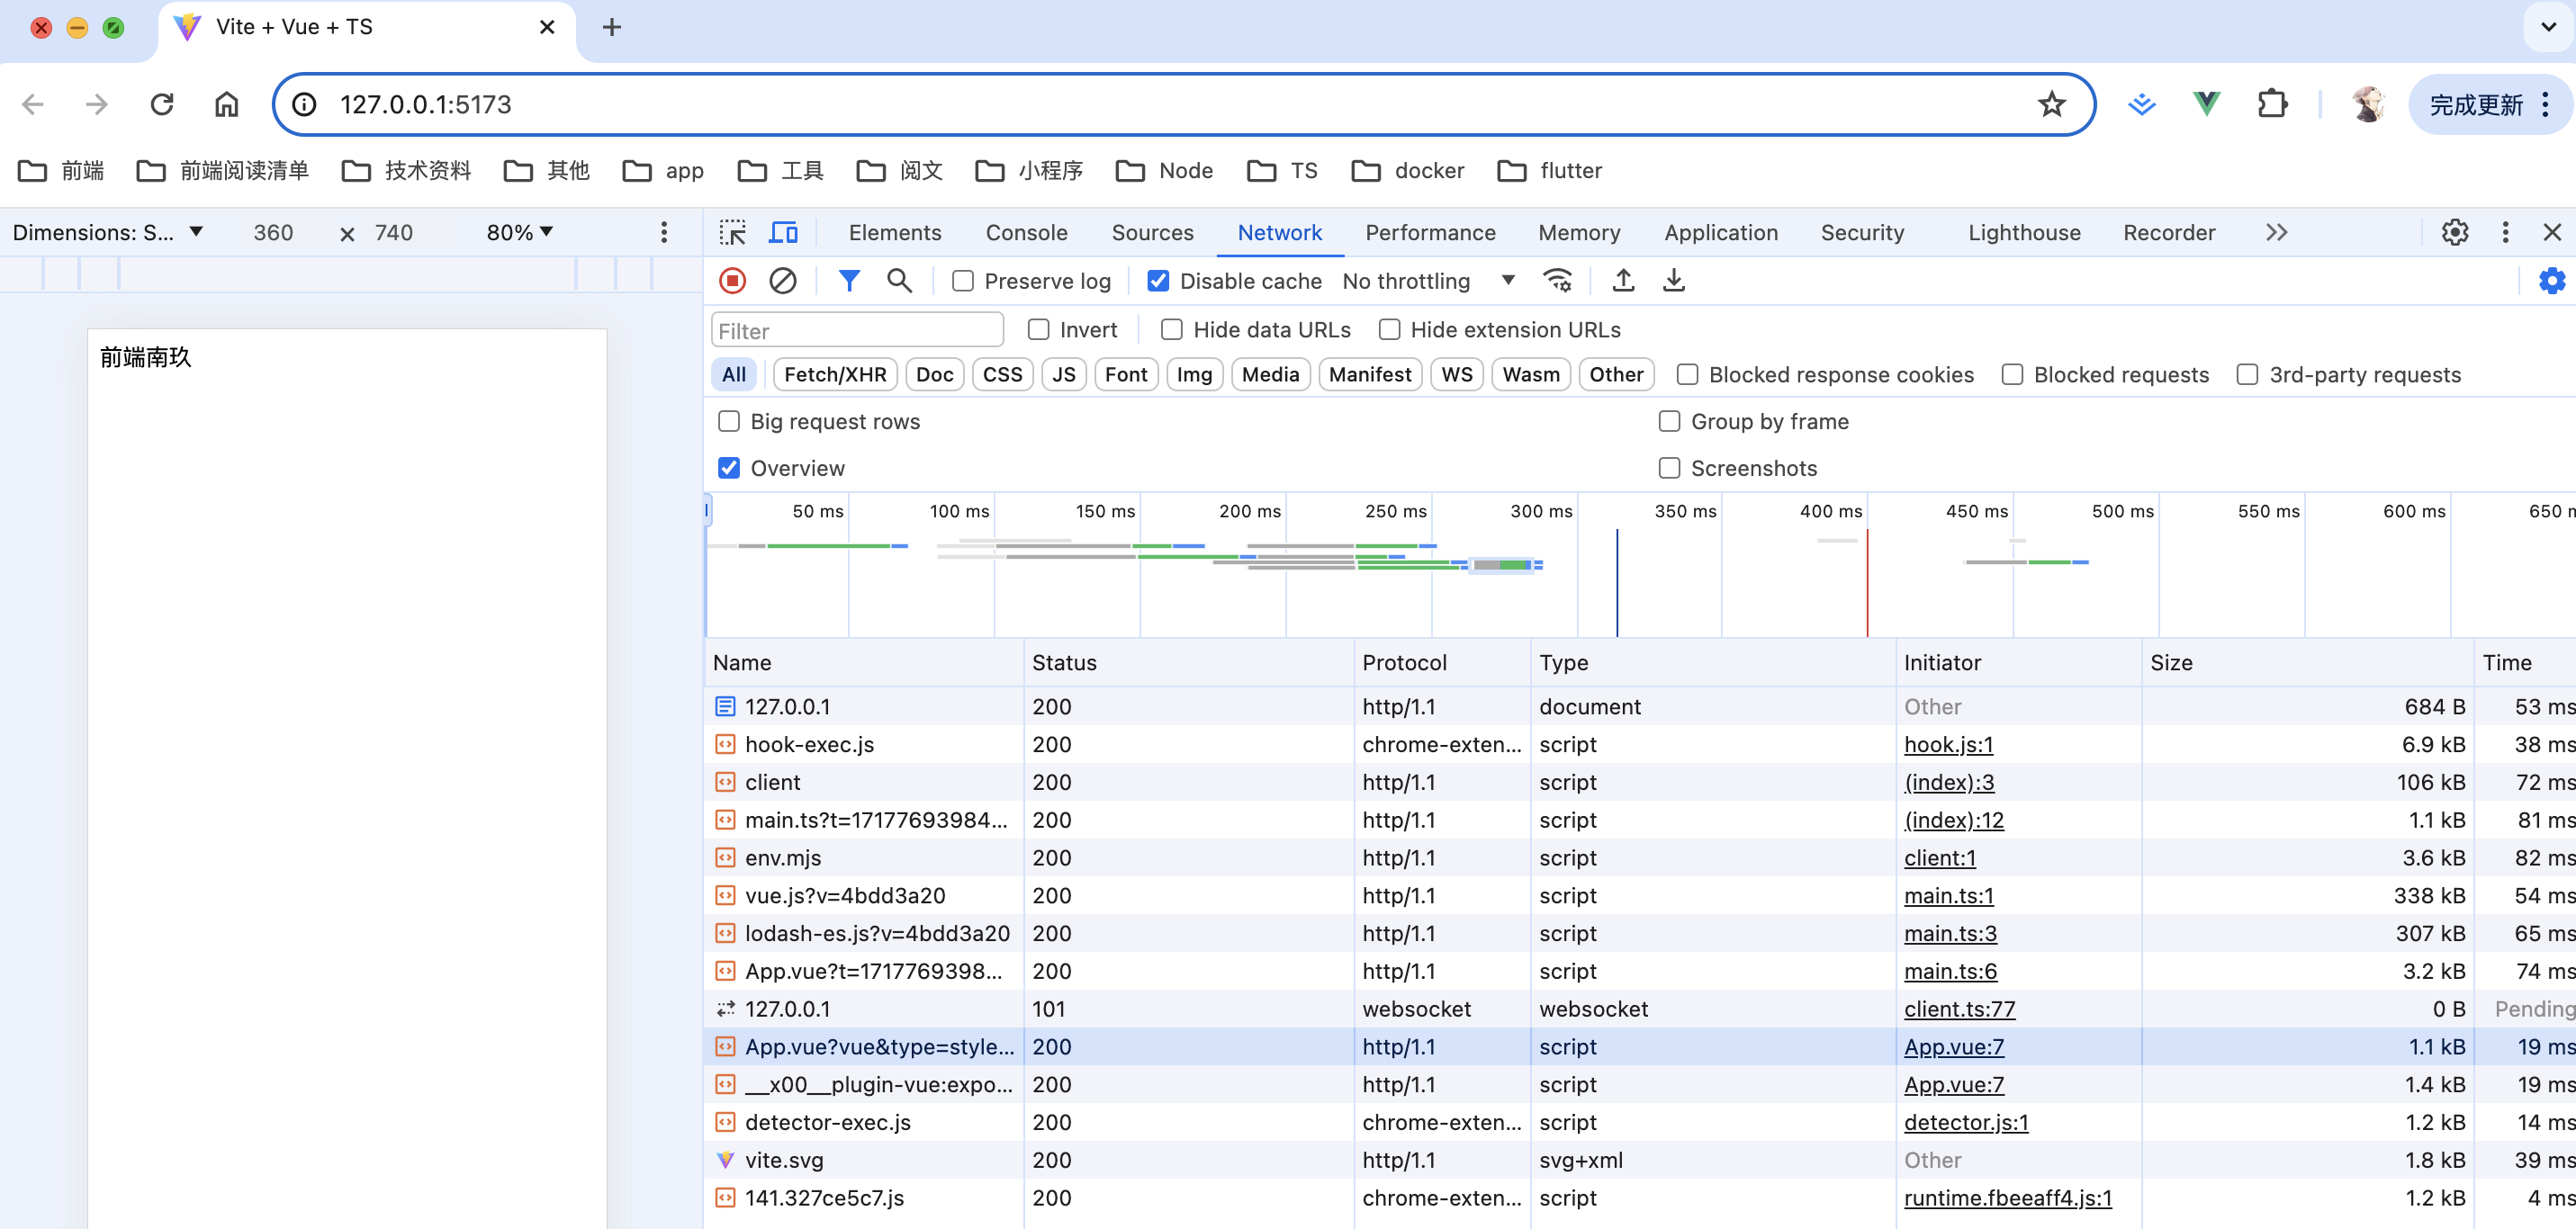 Vite + Vue + TS
127.0.0.1:5173
完成更新
前端 前端阅读清单 技术资料 其他 app 工具 阅文 小程序 Node TS docker flutter
Dimensions: S... 360 × 740 80%
Elements Console Sources Network Performance Memory Application Security Lighthouse Recorder
Preserve log Disable cache No throttling
Filter Invert Hide data URLs Hide extension URLs
前端南玖
All Fetch/XHR Doc CSS JS Font Img Media Manifest WS Wasm Other Blocked response cookies Blocked requests 3rd-party requests
Big request rows Group by frame
Overview Screenshots
50 ms 100 ms 150 ms 200 ms 250 ms 300 ms 350 ms 400 ms 450 ms 500 ms 550 ms 600 ms 650 m
Name Status Protocol Type Initiator Size Time
127.0.0.1 200 http/1.1 document Other 684 B 53 ms
hook-exec.js 200 chrome-exten... script hook.js:1 6.9 kB 38 ms
client 200 http/1.1 script (index):3 106 kB 72 ms
main.ts?t=17177693984... 200 http/1.1 script (index):12 1.1 kB 81 ms
env.mjs 200 http/1.1 script client:1 3.6 kB 82 ms
vue.js?v=4bdd3a20 200 http/1.1 script main.ts:1 338 kB 54 ms
lodash-es.js?v=4bdd3a20 200 http/1.1 script main.ts:3 307 kB 65 ms
App.vue?t=1717769398... 200 http/1.1 script main.ts:6 3.2 kB 74 ms
127.0.0.1 101 websocket websocket client.ts:77 0 B Pending
App.vue?vue&type=style... 200 http/1.1 script App.vue:7 1.1 kB 19 ms
__x00__plugin-vue:expo... 200 http/1.1 script App.vue:7 1.4 kB 19 ms
detector-exec.js 200 chrome-exten... script detector.js:1 1.2 kB 14 ms
vite.svg 200 http/1.1 svg+xml Other 1.8 kB 39 ms
141.327ce5c7.js 200 chrome-exten... script runtime.fbeeaff4.js:1 1.2 kB 4 ms